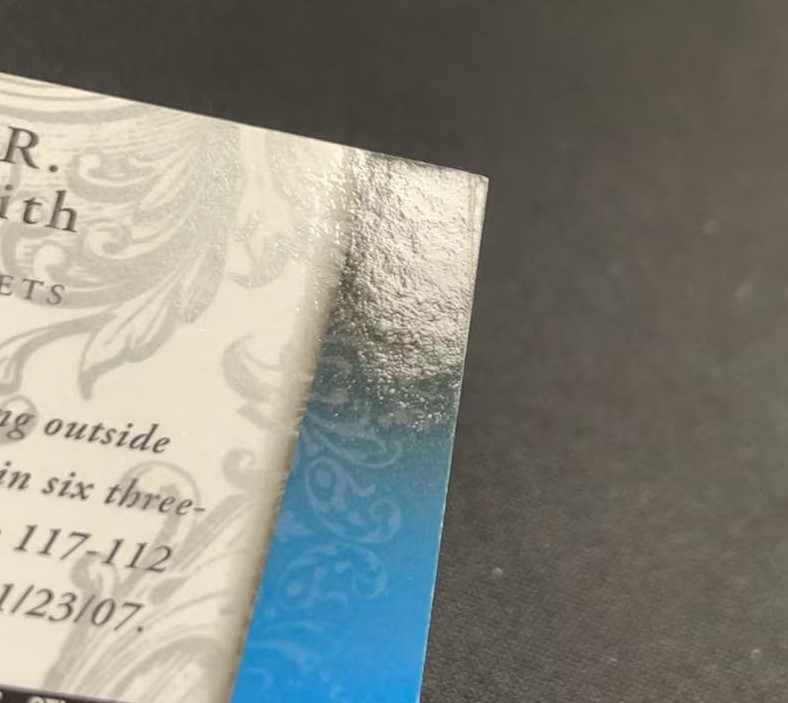 R.
ith
ETS
ng outside
in six three-
117-112
1/23/07.